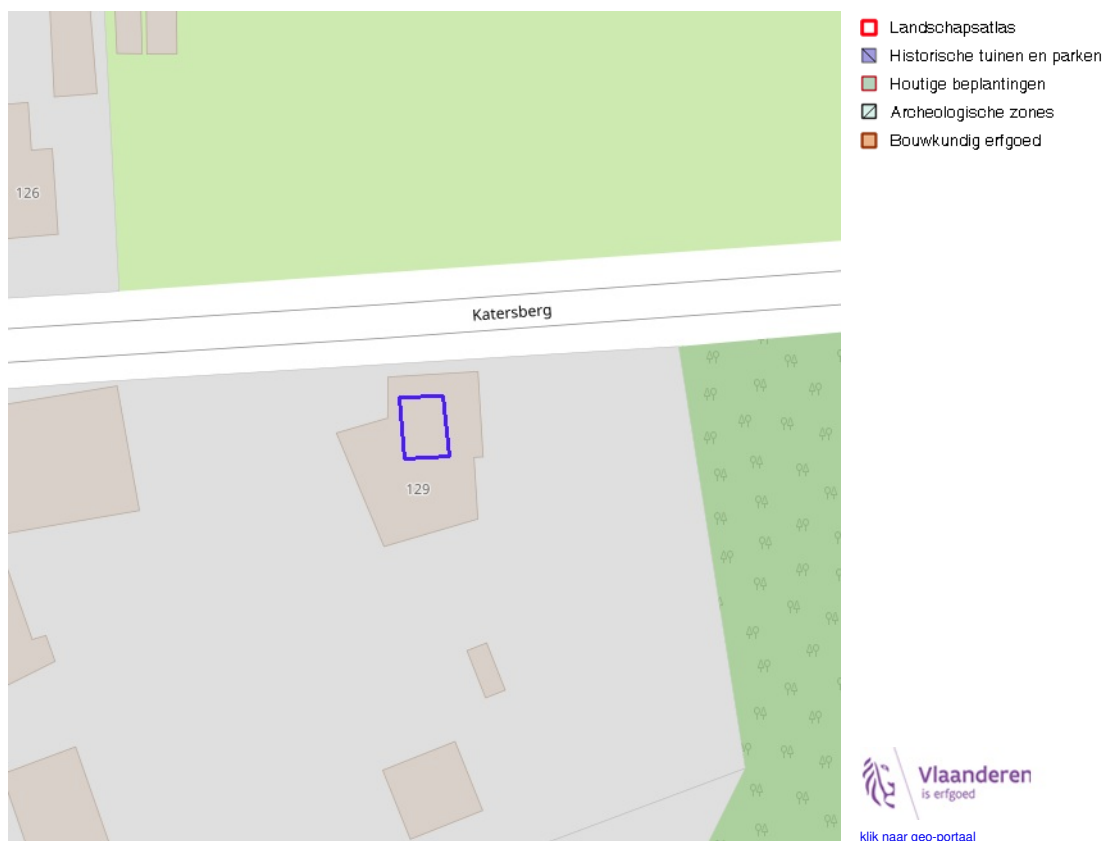 Landschapsatlas
Historische tuinen en parken
Houtige beplantingen
Archeologische zones
Bouwkundig erfgoed
126
Katersberg
129
Vlaanderen
is erfgoed
klik naar geo-portaal